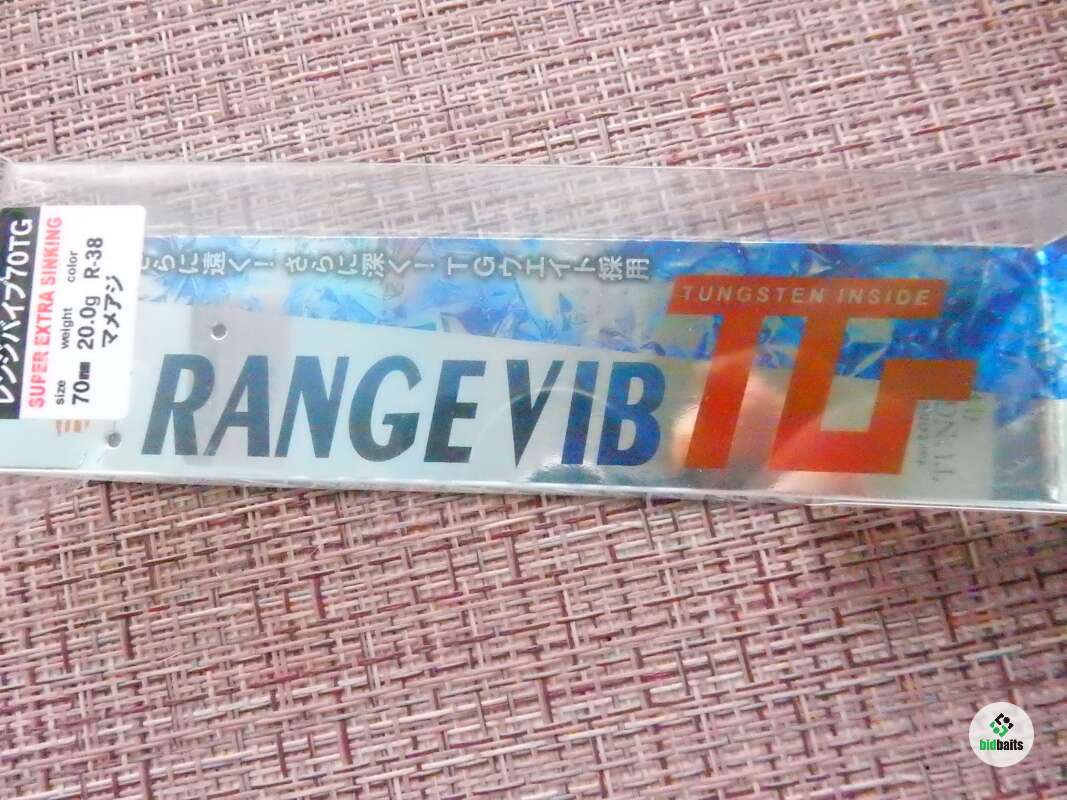 レンジバイブ70TG
SUPER EXTRA SINKING
size weight color
70mm 20.0g R-38
マメアジ
さらに遠く!さらに深く!TGウエイト採用
TUNGSTEN INSIDE
RANGE VIB TG
bidbaits